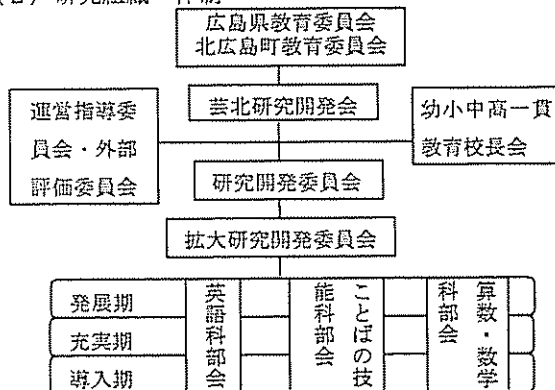 広島県教育委員会
北広島町教育委員会
芸北研究開発会
運営指導委
員会・外部
評価委員会
幼小中高一貫
教育校長会
研究開発委員会
拡大研究開発委員会
発展期
充実期
導入期
英語科部会
ことばの技
能科部会
算数・数学
科部会